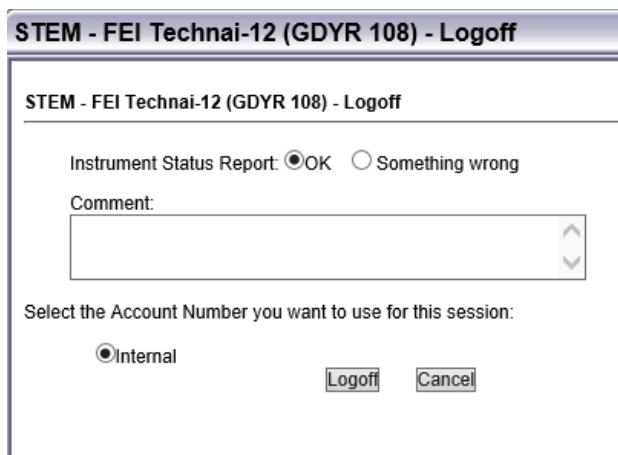 STEM - FEI Technai-12 (GDYR 108) - Logoff
STEM - FEI Technai-12 (GDYR 108) - Logoff
Instrument Status Report: OK Something wrong
Comment:
Select the Account Number you want to use for this session:
Internal
Logoff Cancel